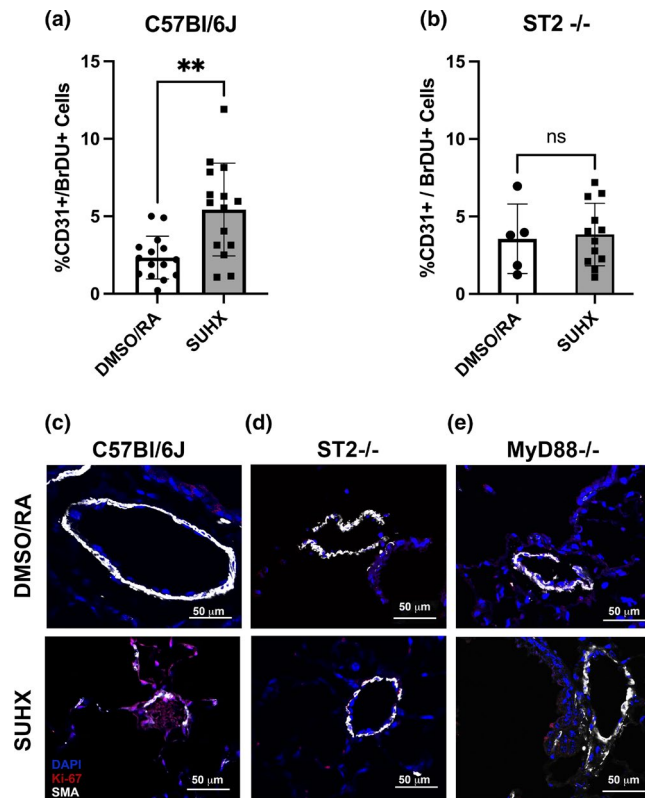 (a)
C57Bl/6J
**
%CD31+/BrDU+ Cells
15
10
5
0
DMSO/RA
SUHX
(b)
ST2 -/-
ns
%CD31+ / BrDU+ Cells
15
10
5
0
DMSO/RA
SUHX
(c)
C57Bl/6J
(d)
ST2-/-
(e)
MyD88-/-
DMSO/RA
50 µm
50 µm
50 µm
SUHX
DAPI
Ki-67
SMA
50 µm
50 µm
50 µm